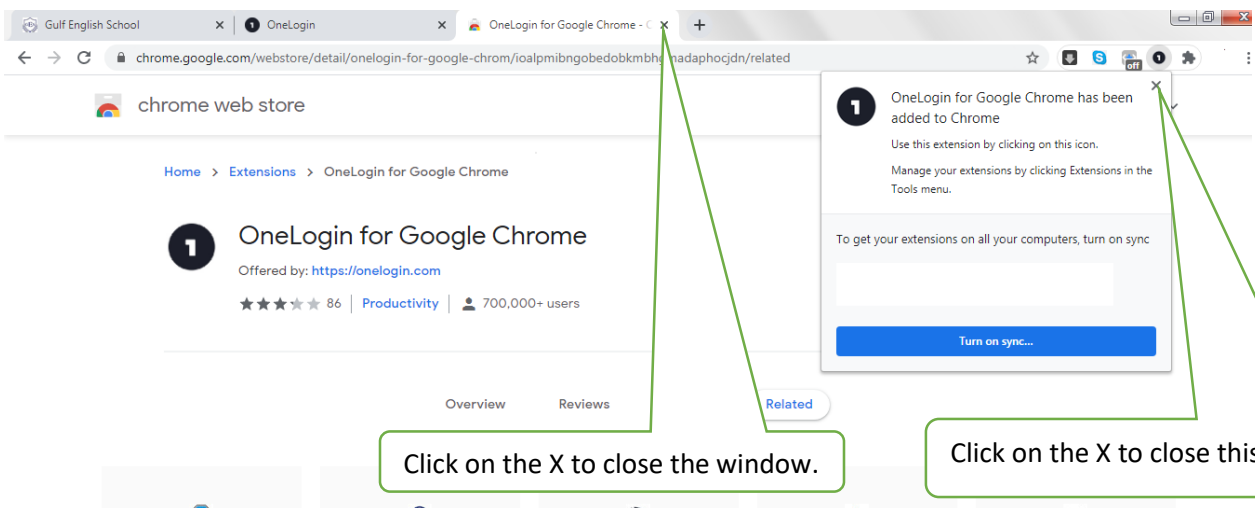 Gulf English School
OneLogin
OneLogin for Google Chrome - C
chrome.google.com/webstore/detail/onelogin-for-google-chrom/ioalpmibngobedobkmbhg
adaphocjdn/related
off
chrome web store
OneLogin for Google Chrome has been
added to Chrome
Use this extension by clicking on this icon.
Manage your extensions by clicking Extensions in the
Tools menu.
To get your extensions on all your computers, turn on sync
Turn on sync...
Home > Extensions > OneLogin for Google Chrome
OneLogin for Google Chrome
Offered by: https://onelogin.com
86 | Productivity | 700,000+ users
Overview
Reviews
Related
Click on the X to close the window.
Click on the X to close this